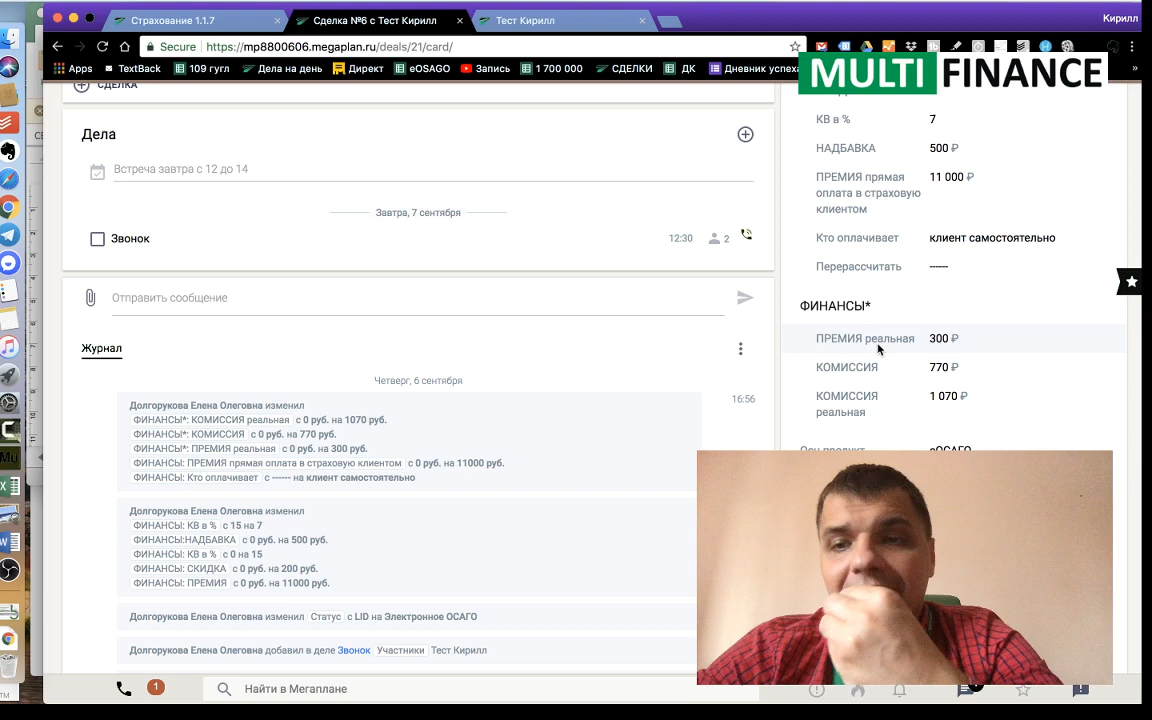 Страхование 1.1.7
Сделка №6 с Тест Кирилл
Тест Кирилл
Кирилл
Secure
https://mp8800606.megaplan.ru/deals/21/card/
Apps
TextBack
109 гугл
Дела на день
Директ
eOSAGO
Запись
1 700 000
СДЕЛКИ
ДК
Дневник успеха
MULTI FINANCE
СДЕЛКА
Дела
Встреча завтра с 12 до 14
Завтра, 7 сентября
Звонок
12:30
2
Отправить сообщение
Журнал
Четверг, 6 сентября
16:56
Долгорукова Елена Олеговна изменил
ФИНАНСЫ*: КОМИССИЯ реальная с 0 руб. на 1070 руб.
ФИНАНСЫ*: КОМИССИЯ с 0 руб. на 770 руб.
ФИНАНСЫ*: ПРЕМИЯ реальная с 0 руб. на 300 руб.
ФИНАНСЫ: ПРЕМИЯ прямая оплата в страховую клиентом с 0 руб. на 11000 руб.
ФИНАНСЫ: Кто оплачивает с ------ на клиент самостоятельно
Долгорукова Елена Олеговна изменил
ФИНАНСЫ: КВ в % с 15 на 7
ФИНАНСЫ:НАДБАВКА с 0 руб. на 500 руб.
ФИНАНСЫ: КВ в % с 0 на 15
ФИНАНСЫ: СКИДКА с 0 руб. на 200 руб.
ФИНАНСЫ: ПРЕМИЯ с 0 руб. на 11000 руб.
Долгорукова Елена Олеговна изменил Статус с LID на Электронное ОСАГО
Долгорукова Елена Олеговна добавил в деле Звонок Участники Тест Кирилл
1
Найти в Мегаплане
КВ в % 7
НАДБАВКА 500 ₽
ПРЕМИЯ прямая 11 000 ₽
оплата в страховую
клиентом
Кто оплачивает клиент самостоятельно
Перерассчитать ------
ФИНАНСЫ*
ПРЕМИЯ реальная 300 ₽
КОМИССИЯ 770 ₽
КОМИССИЯ 1 070 ₽
реальная
еОСАГО